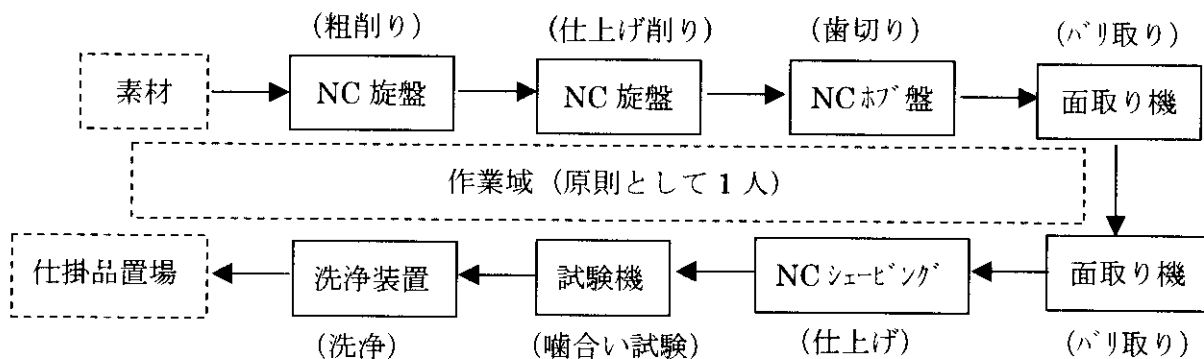 (粗削り) (仕上げ削り) (歯切り) (ﾊﾞﾘ取り)
素材 NC 旋盤 NC 旋盤 NC ﾎﾌﾞ盤 面取り機
作業域 (原則として 1 人)
仕掛品置場 洗浄装置 試験機 NC ｼｪｰﾋﾞﾝｸﾞ 面取り機
(洗浄) (噛合い試験) (仕上げ) (ﾊﾞﾘ取り)